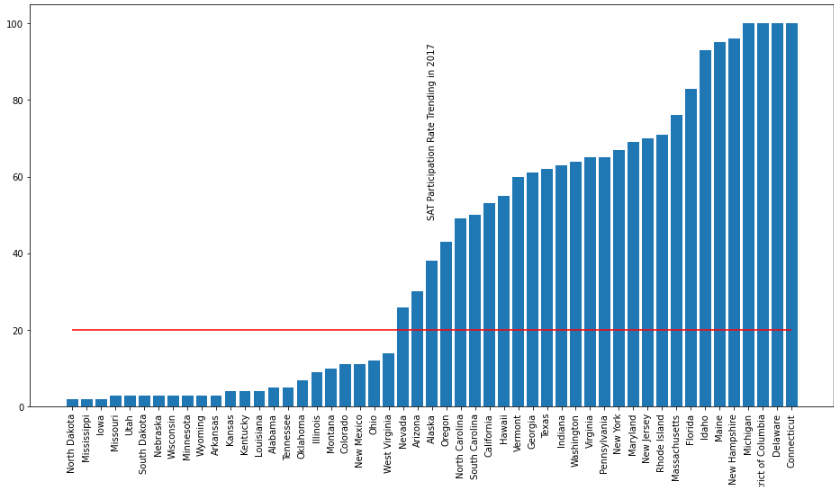 100
80
60
40
20
0
SAT Participation Rate Trending in 2017
North Dakota
Mississippi
Iowa
Missouri
Utah
South Dakota
Nebraska
Wisconsin
Minnesota
Wyoming
Arkansas
Kansas
Kentucky
Louisiana
Alabama
Tennessee
Oklahoma
Illinois
Montana
Colorado
New Mexico
Ohio
West Virginia
Nevada
Arizona
Alaska
Oregon
North Carolina
South Carolina
California
Hawaii
Vermont
Georgia
Texas
Indiana
Washington
Virginia
Pennsylvania
New York
Maryland
New Jersey
Rhode Island
Massachusetts
Florida
Idaho
Maine
New Hampshire
Michigan
trict of Columbia
Delaware
Connecticut